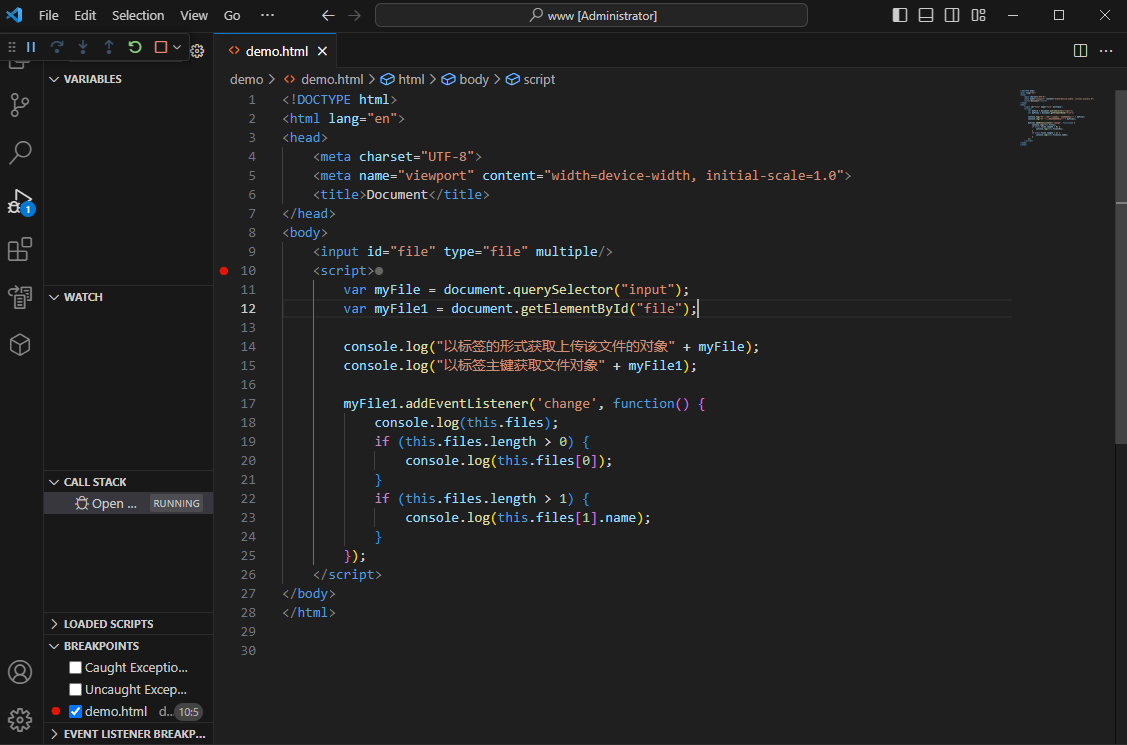 File Edit Selection View Go ··· www [Administrator]
demo.html
VARIABLES
demo > demo.html > html > body > script
1 <!DOCTYPE html>
2 <html lang="en">
3 <head>
4 <meta charset="UTF-8">
5 <meta name="viewport" content="width=device-width, initial-scale=1.0">
6 <title>Document</title>
7 </head>
8 <body>
9 <input id="file" type="file" multiple/>
10 <script>
11 var myFile = document.querySelector("input");
12 var myFile1 = document.getElementById("file");
13
14 console.log("以标签的形式获取上传该文件的对象" + myFile);
15 console.log("以标签主键获取文件对象" + myFile1);
16
17 myFile1.addEventListener('change', function() {
18 console.log(this.files);
19 if (this.files.length > 0) {
20 console.log(this.files[0]);
21 }
22 if (this.files.length > 1) {
23 console.log(this.files[1].name);
24 }
25 });
26 </script>
27 </body>
28 </html>
29
30
1
WATCH
CALL STACK
Open ... RUNNING
LOADED SCRIPTS
BREAKPOINTS
Caught Exceptio...
Uncaught Excep...
demo.html d... 10:5
EVENT LISTENER BREAKP...